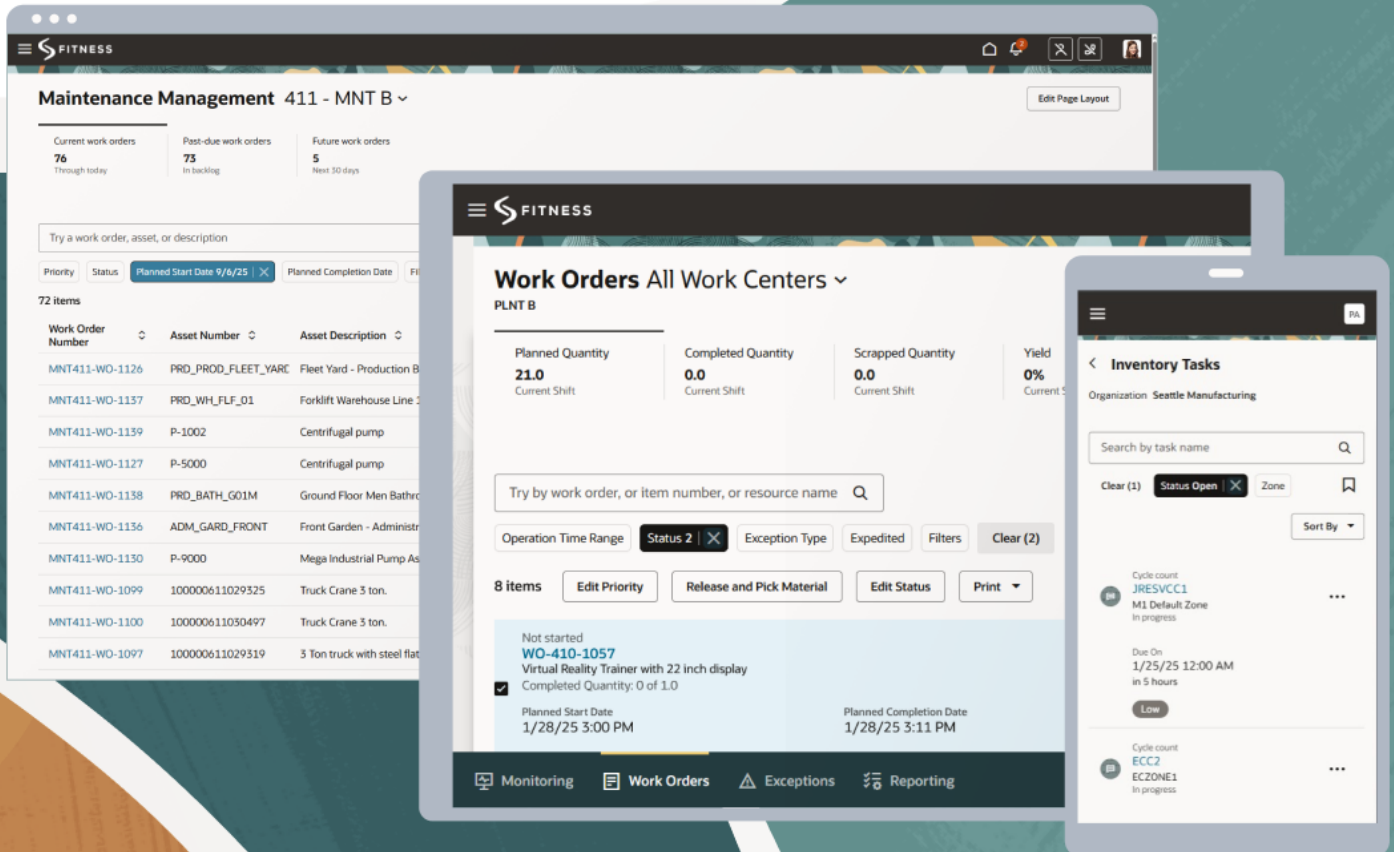 FITNESS
2
Maintenance Management 411 - MNT B
Edit Page Layout
Current work orders Past-due work orders Future work orders
76 73 5
Through today In backlog Next 30 days
Try a work order, asset, or description
Priority Status Planned Start Date 9/6/25 Planned Completion Date
72 items
Work Order Number Asset Number Asset Description
MNT411-WO-1126 PRD_PROD_FLEET_YARD Fleet Yard - Production B
MNT411-WO-1137 PRD_WH_FLF_01 Forklift Warehouse Line
MNT411-WO-1139 P-1002 Centrifugal pump
MNT411-WO-1127 P-5000 Centrifugal pump
MNT411-WO-1138 PRD_BATH_G01M Ground Floor Men Bathro
MNT411-WO-1136 ADM_GARD_FRONT Front Garden - Administr
MNT411-WO-1130 P-9000 Mega Industrial Pump As
MNT411-WO-1099 100000611029325 Truck Crane 3 ton.
MNT411-WO-1100 100000611030497 Truck Crane 3 ton.
MNT411-WO-1097 100000611029319 3 Ton truck with steel flat
FITNESS
Work Orders All Work Centers
PLNT B
Planned Quantity Completed Quantity Scrapped Quantity Yield
21.0 0.0 0.0 0%
Current Shift Current Shift Current Shift Current
Try by work order, or item number, or resource name
Operation Time Range Status 2 Exception Type Expedited Filters Clear (2)
8 items Edit Priority Release and Pick Material Edit Status Print
Not started
WO-410-1057
Virtual Reality Trainer with 22 inch display
Completed Quantity: 0 of 1.0
Planned Start Date Planned Completion Date
1/28/25 3:00 PM 1/28/25 3:11 PM
Monitoring Work Orders Exceptions Reporting
PA
Inventory Tasks
Organization Seattle Manufacturing
Search by task name
Clear (1) Status Open Zone
Sort By
Cycle count
JRESVCC1
M1 Default Zone
In progress
Due On
1/25/25 12:00 AM
in 5 hours
Low
Cycle count
ECC2
ECZONE1
In progress